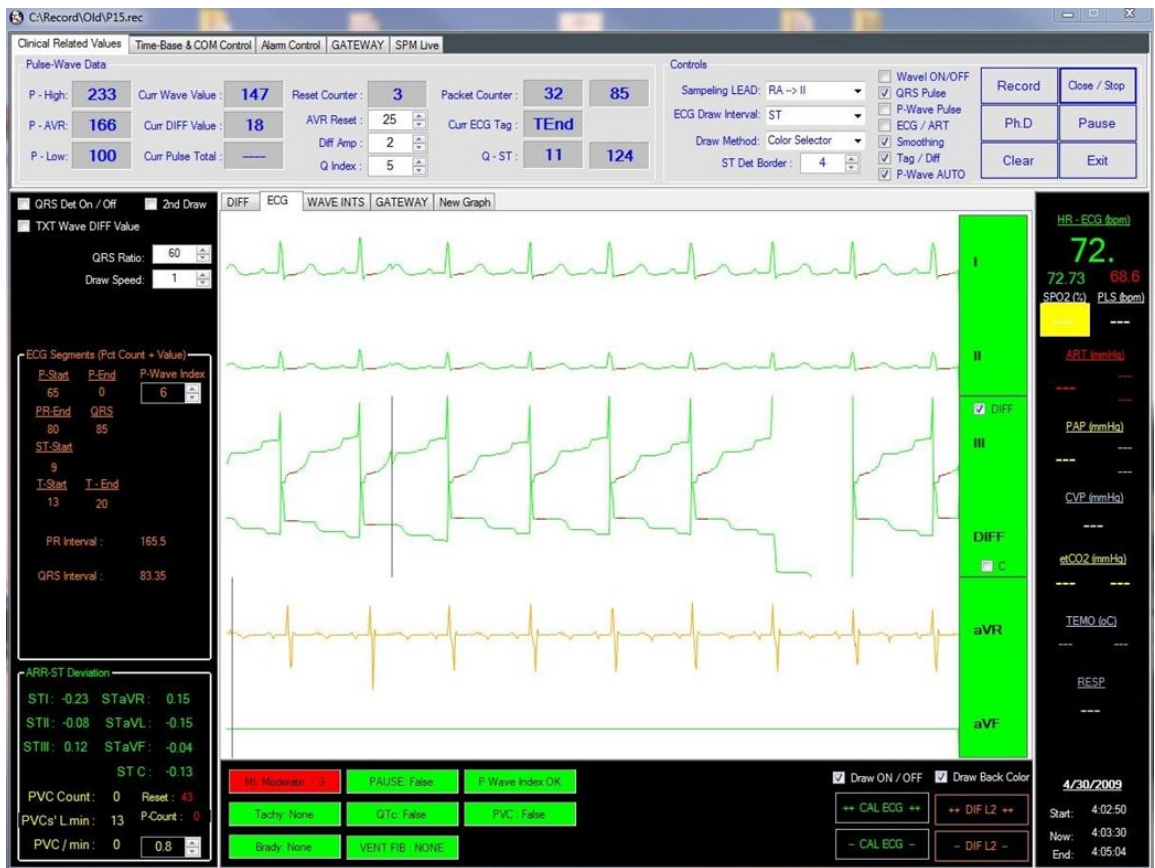 C:\Record\Old\P15.rec
Clinical Related Values Time-Base & COM Control Alarm Control GATEWAY SPM Live
Pulse-Wave Data
P - High: 233 Curr Wave Value : 147 Reset Counter : 3 Packet Counter : 32 85
P - AVR: 166 Curr DIFF Value : 18 AVR Reset : 25 Curr ECG Tag : TEnd
Diff Amp : 2
P - Low: 100 Curr Pulse Total : ---- Q Index : 5 Q - ST : 11 124
Controls
Sampeling LEAD: RA --> II
ECG Draw Interval: ST
Draw Method: Color Selector
ST Det Border : 4
Wavel ON/OFF
QRS Pulse
P-Wave Pulse
ECG / ART
Smoothing
Tag / Diff
P-Wave AUTO
Record Close / Stop
Ph.D Pause
Clear Exit
QRS Det On / Off 2nd Draw
TXT Wave DIFF Value
QRS Ratio: 60
Draw Speed: 1
ECG Segments (Pct Count + Value)
P-Start P-End P-Wave Index
65 0 6
PR-End QRS
80 85
ST-Start
9
T-Start T - End
13 20
PR Interval : 165.5
QRS Interval : 83.35
ARR-ST Deviation
STI: -0.23 STaVR : 0.15
STII: -0.08 STaVL : -0.15
STIII: 0.12 STaVF : -0.04
ST C : -0.13
PVC Count : 0 Reset : 43
PVCs' L.min : 13 P-Count : 0
PVC / min : 0 0.8
DIFF ECG WAVE INTS GATEWAY New Graph
I
II
DIFF
III
DIFF
C
aVR
aVF
MI: Moderate - 3 PAUSE: False P Wave Index OK
Tachy: None QTc: False PVC : False
Brady: None VENT FIB : NONE
Draw ON / OFF Draw Back Color
++ CAL ECG ++ ++ DIF L2 ++
-- CAL ECG -- -- DIF L2 --
HR - ECG (bpm)
72.
72.73 68.6
SPO2 (%) PLS (bpm)
--- ---
ART (mmHg)
--- ---
---
PAP (mmHg)
--- ---
---
CVP (mmHg)
---
etCO2 (mmHg)
--- ---
TEMO (oC)
--- ---
RESP
---
4/30/2009
Start: 4:02:50
Now: 4:03:30
End: 4:05:04